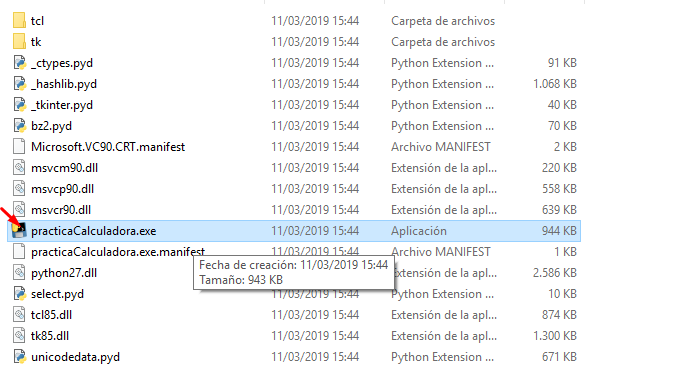 tcl 11/03/2019 15:44 Carpeta de archivos
tk 11/03/2019 15:44 Carpeta de archivos
_ctypes.pyd 11/03/2019 15:44 Python Extension ... 91 KB
_hashlib.pyd 11/03/2019 15:44 Python Extension ... 1.068 KB
_tkinter.pyd 11/03/2019 15:44 Python Extension ... 40 KB
bz2.pyd 11/03/2019 15:44 Python Extension ... 70 KB
Microsoft.VC90.CRT.manifest 11/03/2019 15:44 Archivo MANIFEST 2 KB
msvcm90.dll 11/03/2019 15:44 Extensión de la apl... 220 KB
msvcp90.dll 11/03/2019 15:44 Extensión de la apl... 558 KB
msvcr90.dll 11/03/2019 15:44 Extensión de la apl... 639 KB
practicaCalculadora.exe 11/03/2019 15:44 Aplicación 944 KB
practicaCalculadora.exe.manifest 11/03/2019 15:44 Archivo MANIFEST 1 KB
Fecha de creación: 11/03/2019 15:44
Tamaño: 943 KB
python27.dll Extensión de la apl... 2.586 KB
select.pyd 11/03/2019 15:44 Python Extension ... 10 KB
tcl85.dll 11/03/2019 15:44 Extensión de la apl... 874 KB
tk85.dll 11/03/2019 15:44 Extensión de la apl... 1.300 KB
unicodedata.pyd 11/03/2019 15:44 Python Extension ... 671 KB